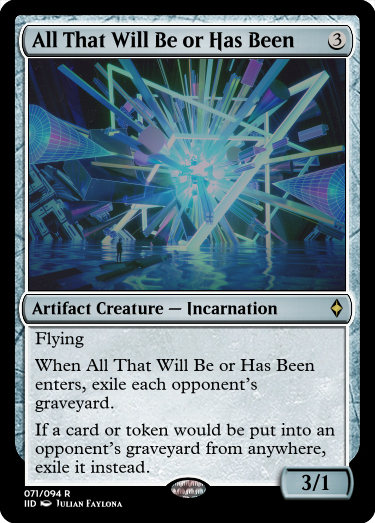 All That Will Be or Has Been 3
Artifact Creature — Incarnation
Flying
When All That Will Be or Has Been
enters, exile each opponent's
graveyard.
If a card or token would be put into an
opponent's graveyard from anywhere,
exile it instead.
3/1
071/094 R
IID Julian Faylona